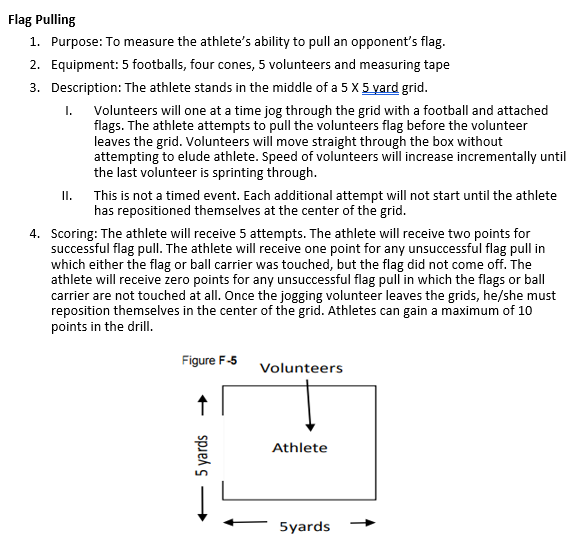 Flag Pulling
1. Purpose: To measure the athlete's ability to pull an opponent's flag.
2. Equipment: 5 footballs, four cones, 5 volunteers and measuring tape
3. Description: The athlete stands in the middle of a 5 X 5 yard grid.
I. Volunteers will one at a time jog through the grid with a football and attached
flags. The athlete attempts to pull the volunteers flag before the volunteer
leaves the grid. Volunteers will move straight through the box without
attempting to elude athlete. Speed of volunteers will increase incrementally until
the last volunteer is sprinting through.
II. This is not a timed event. Each additional attempt will not start until the athlete
has repositioned themselves at the center of the grid.
4. Scoring: The athlete will receive 5 attempts. The athlete will receive two points for
successful flag pull. The athlete will receive one point for any unsuccessful flag pull in
which either the flag or ball carrier was touched, but the flag did not come off. The
athlete will receive zero points for any unsuccessful flag pull in which the flags or ball
carrier are not touched at all. Once the jogging volunteer leaves the grids, he/she must
reposition themselves in the center of the grid. Athletes can gain a maximum of 10
points in the drill.
Figure F-5
Volunteers
5 yards
Athlete
5yards